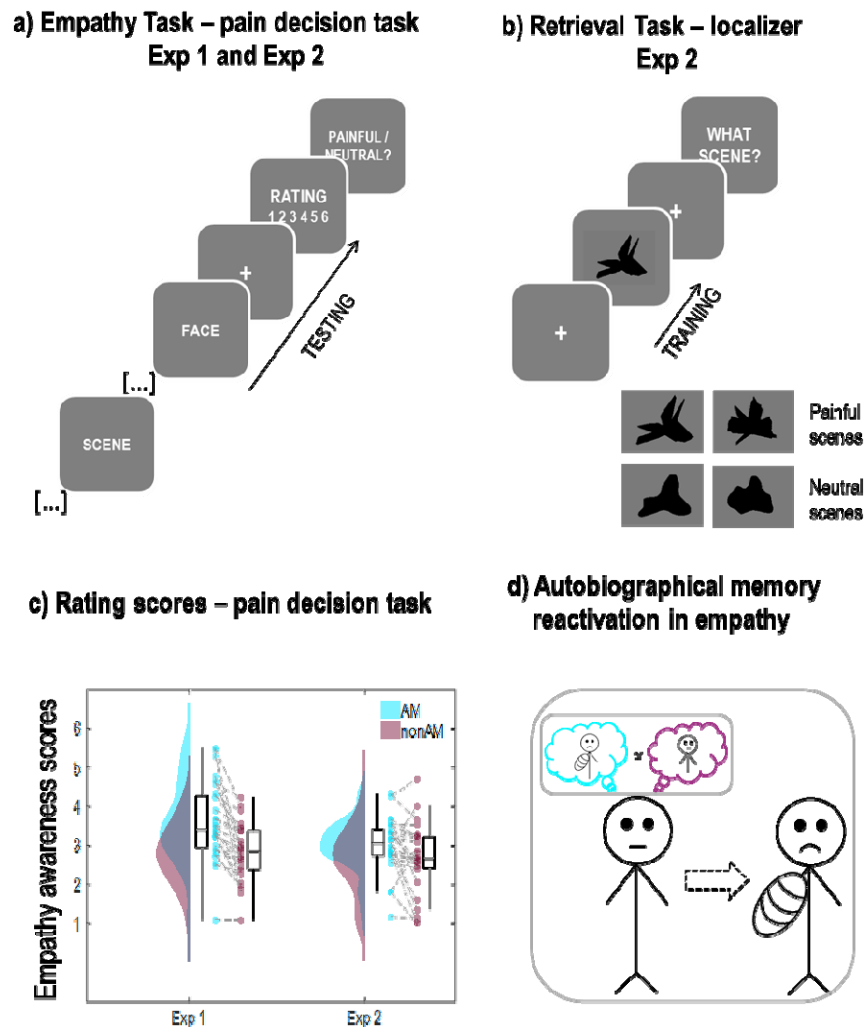 a) Empathy Task – pain decision task
Exp 1 and Exp 2
b) Retrieval Task – localizer
Exp 2
PAINFUL /
NEUTRAL?
RATING
1 2 3 4 5 6
+
FACE
[...]
SCENE
[...]
TESTING
WHAT
SCENE?
+
+
TRAINING
Painful
scenes
Neutral
scenes
c) Rating scores – pain decision task
Empathy awareness scores
6
5
4
3
2
1
AM
nonAM
Exp 1
Exp 2
d) Autobiographical memory
reactivation in empathy